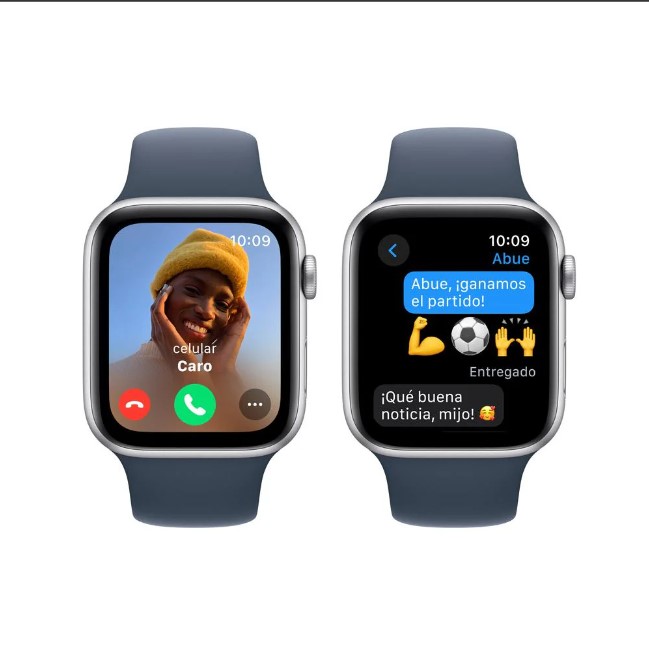 10:09
celular
Caro
10:09
Abue
Abue, ¡ganamos
el partido!
Entregado
¡Qué buena
noticia, mijo! 🥰